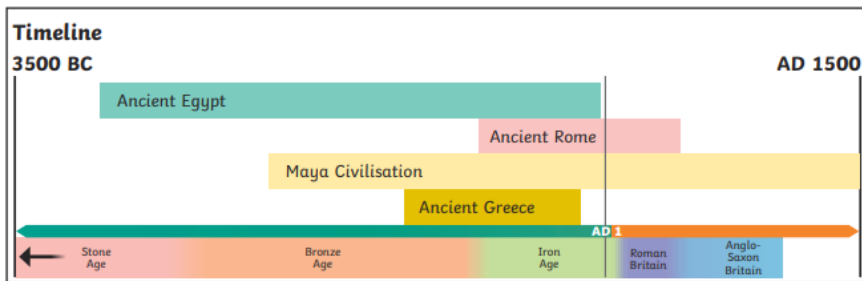 Timeline
3500 BC AD 1500
Ancient Egypt
Ancient Rome
Maya Civilisation
Ancient Greece
AD 1
Stone
Age
Bronze
Age
Iron
Age
Roman
Britain
Anglo-
Saxon
Britain